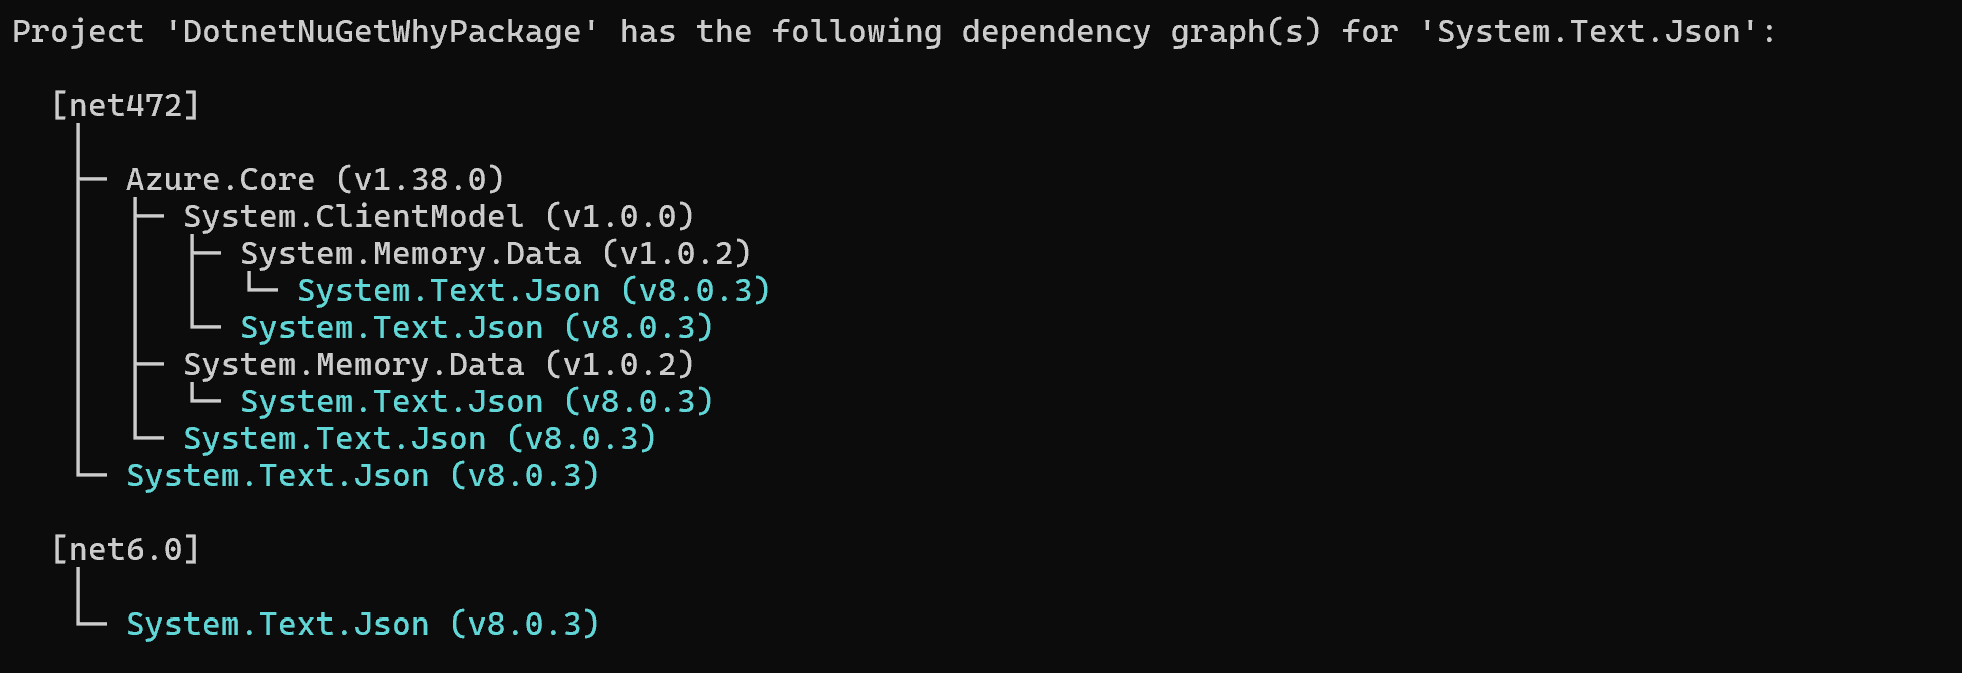 Project 'DotnetNuGetWhyPackage' has the following dependency graph(s) for 'System.Text.Json':
[net472]
Azure.Core (v1.38.0)
System.ClientModel (v1.0.0)
System.Memory.Data (v1.0.2)
System.Text.Json (v8.0.3)
System.Text.Json (v8.0.3)
System.Memory.Data (v1.0.2)
System.Text.Json (v8.0.3)
System.Text.Json (v8.0.3)
System.Text.Json (v8.0.3)
[net6.0]
System.Text.Json (v8.0.3)